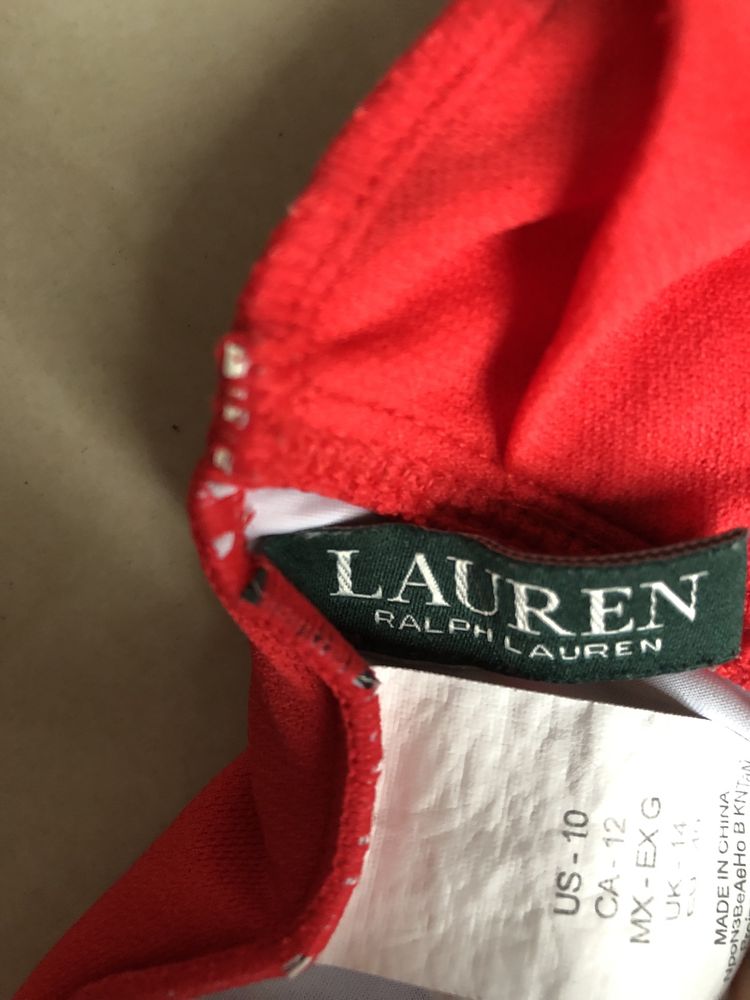 LAUREN
RALPH LAUREN
US - 10
CA - 12
MX - EX G
UK - 14
MADE IN CHINA